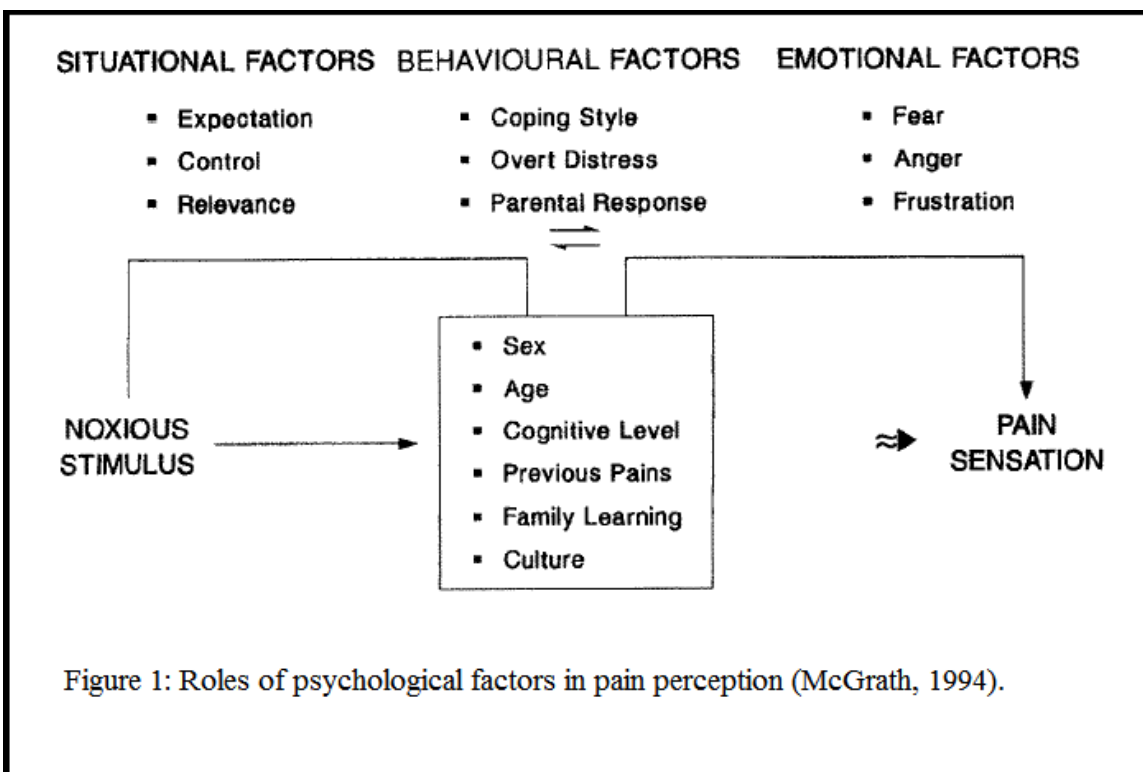 SITUATIONAL FACTORS BEHAVIOURAL FACTORS EMOTIONAL FACTORS
▪ Expectation ▪ Coping Style ▪ Fear
▪ Control ▪ Overt Distress ▪ Anger
▪ Relevance ▪ Parental Response ▪ Frustration
▪ Sex
▪ Age
▪ Cognitive Level
▪ Previous Pains
▪ Family Learning
▪ Culture
NOXIOUS
STIMULUS
PAIN
SENSATION
Figure 1: Roles of psychological factors in pain perception (McGrath, 1994).